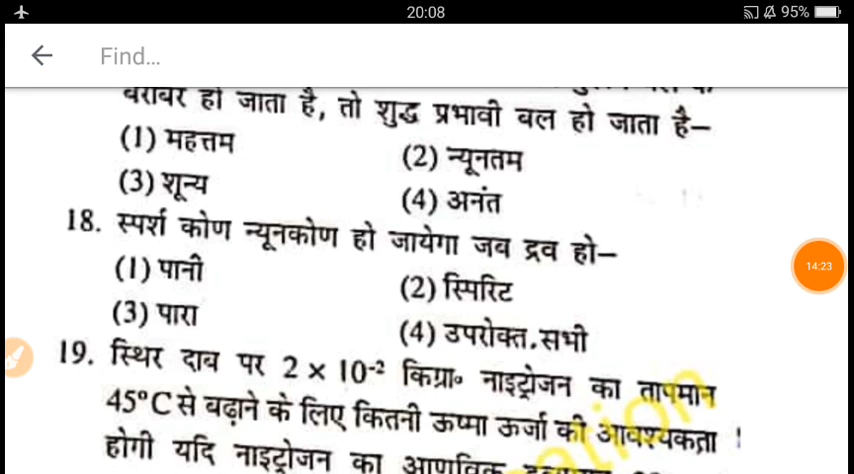 20:08
95%
Find...
बराबर हो जाता है, तो शुद्ध प्रभावी बल हो जाता है–
(1) महत्तम (2) न्यूनतम
(3) शून्य (4) अनंत
18. स्पर्श कोण न्यूनकोण हो जायेगा जब द्रव हो–
(1) पानी (2) स्पिरिट
(3) पारा (4) उपरोक्त सभी
14:23
19. स्थिर दाब पर 2 × 10⁻² किग्रा० नाइट्रोजन का तापमान
45°C से बढ़ाने के लिए कितनी ऊष्मा ऊर्जा की आवश्यकता
होगी यदि नाइट्रोजन का आणविक